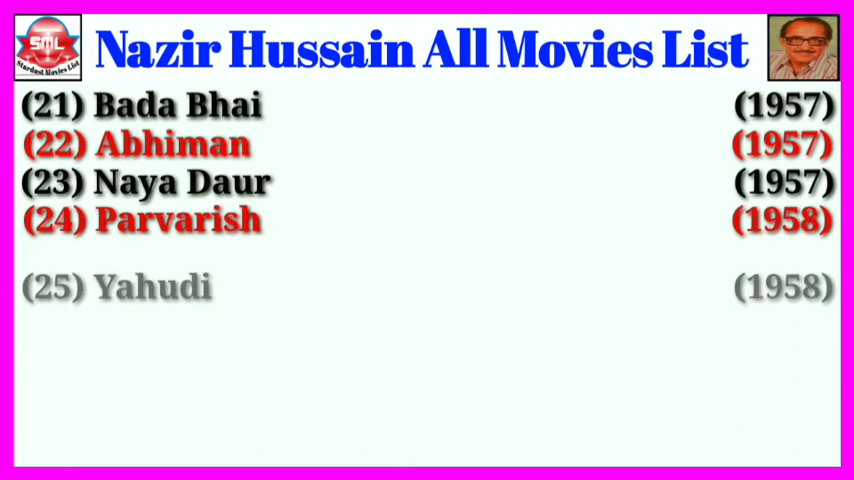 SML
Stardust Movies List
Nazir Hussain All Movies List
(21) Bada Bhai (1957)
(22) Abhiman (1957)
(23) Naya Daur (1957)
(24) Parvarish (1958)
(25) Yahudi (1958)